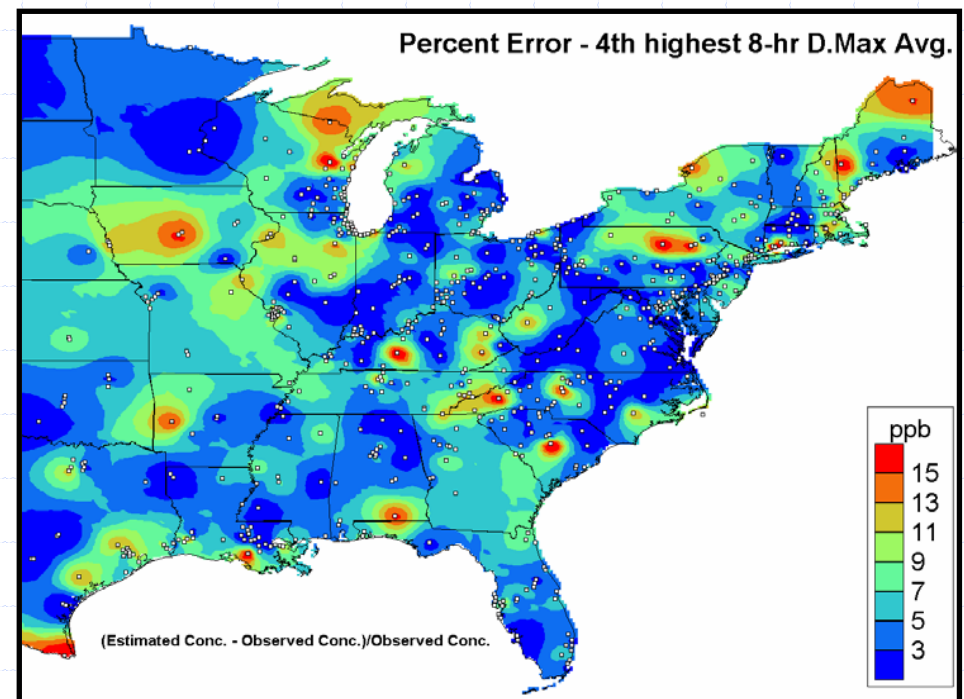 Percent Error - 4th highest 8-hr D.Max Avg.
ppb
15
13
11
9
7
5
3
(Estimated Conc. - Observed Conc.)/Observed Conc.